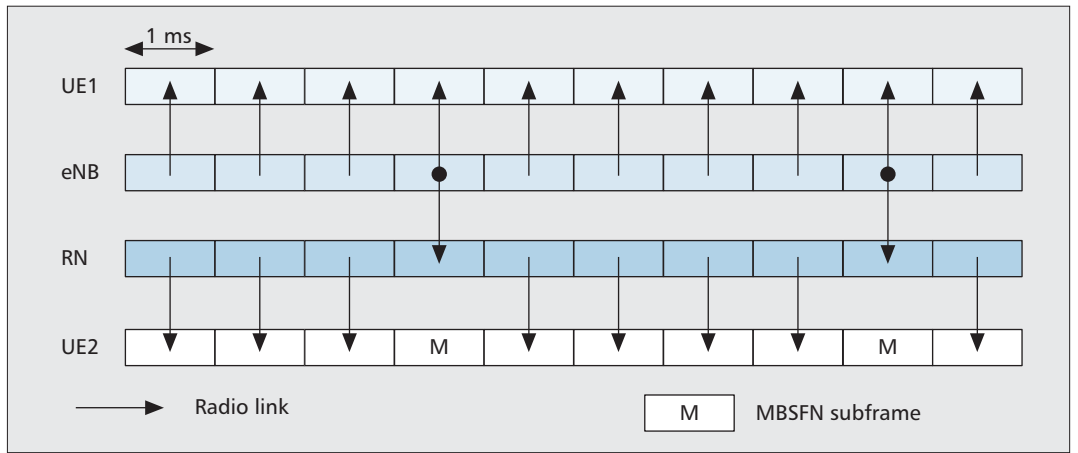 1 ms
UE1
eNB
RN
UE2
M
M
Radio link
M
MBSFN subframe